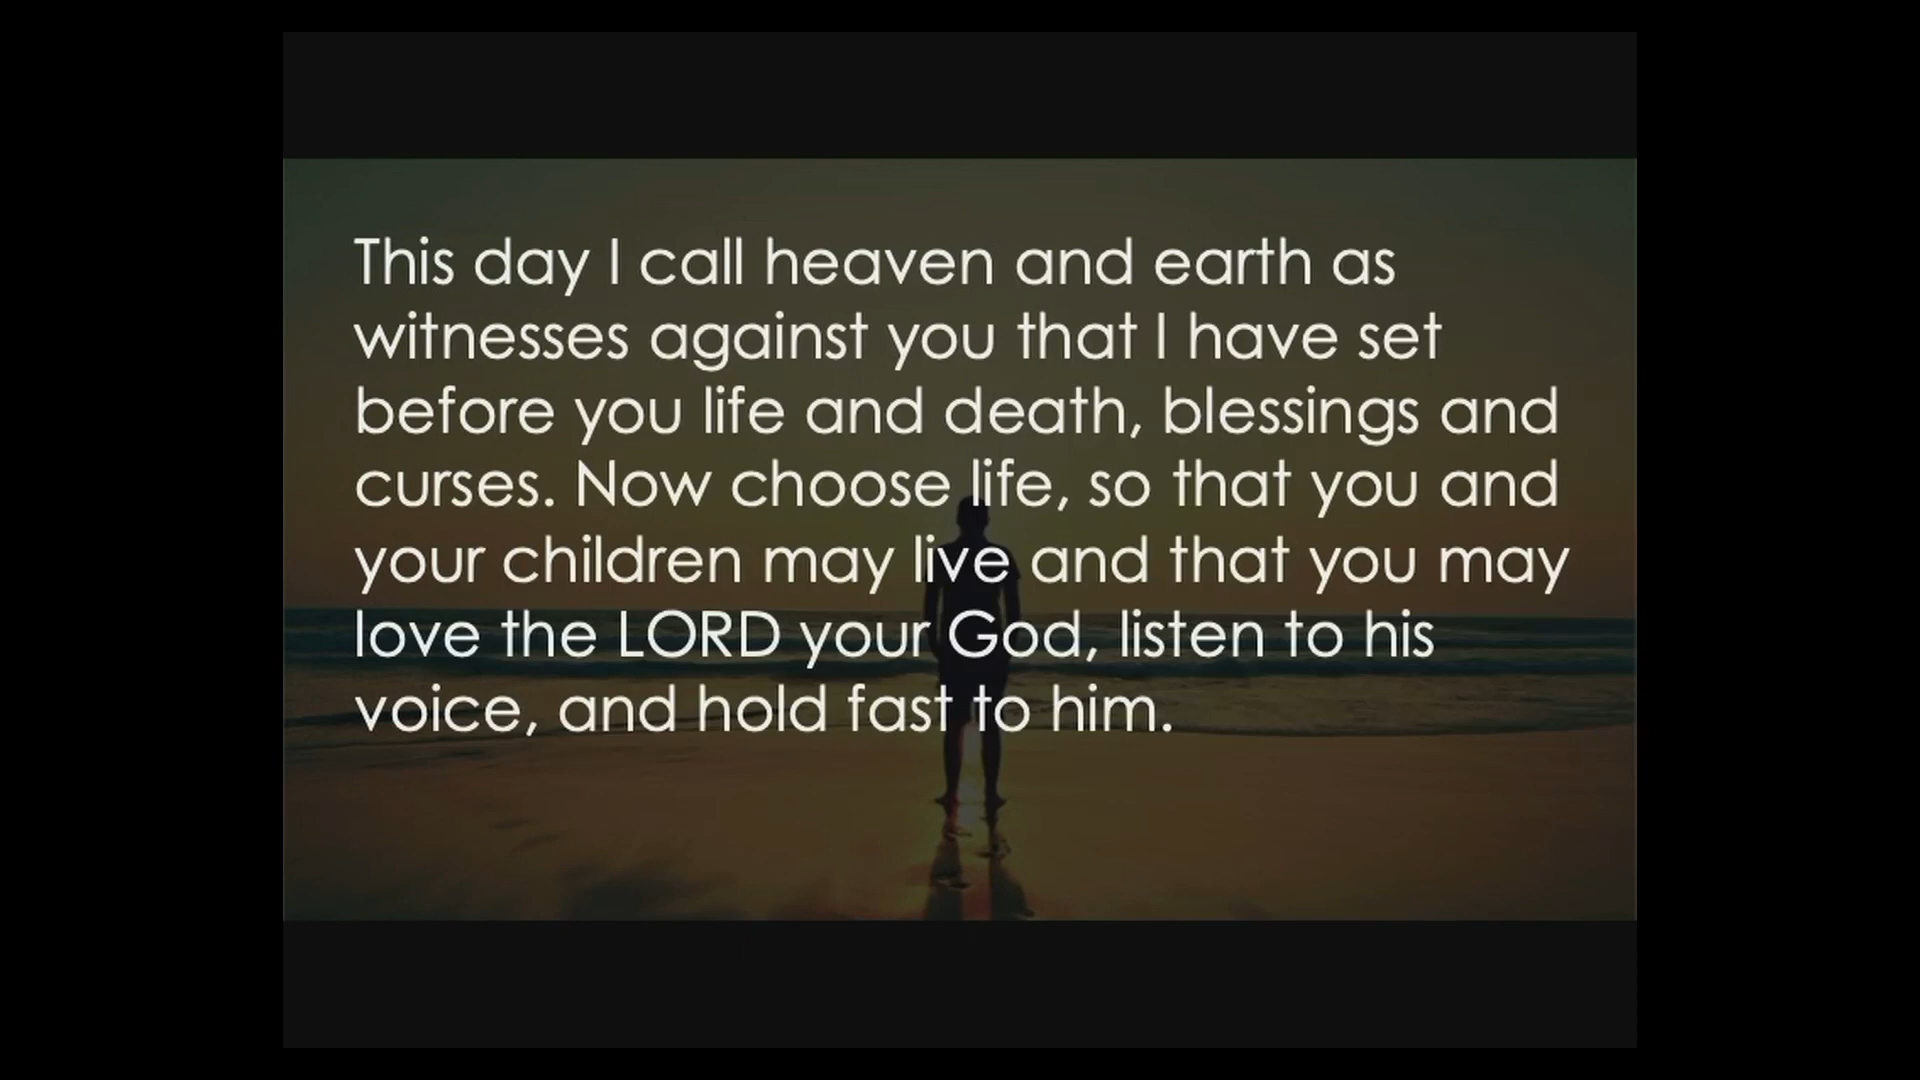 This day I call heaven and earth as
witnesses against you that I have set
before you life and death, blessings and
curses. Now choose life, so that you and
your children may live and that you may
love the LORD your God, listen to his
voice, and hold fast to him.